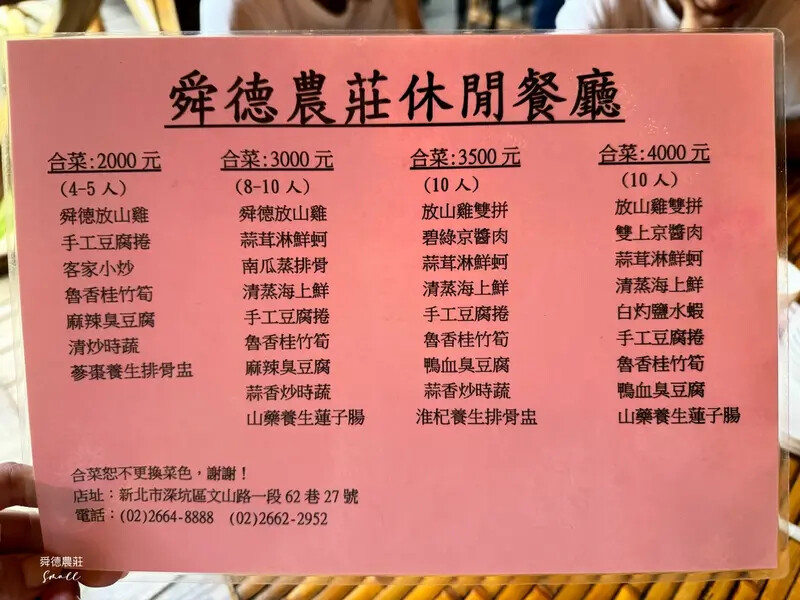 舜德農莊休閒餐廳
合菜:2000元
(4-5人)
舜德放山雞
手工豆腐捲
客家小炒
魯香桂竹筍
麻辣臭豆腐
清炒時蔬
蔘棗養生排骨盅
合菜:3000元
(8-10人)
舜德放山雞
蒜茸淋鮮蚵
南瓜蒸排骨
清蒸海上鮮
手工豆腐捲
魯香桂竹筍
麻辣臭豆腐
蒜香炒時蔬
山藥養生蓮子腸
合菜:3500元
(10人)
放山雞雙拼
碧綠京醬肉
蒜茸淋鮮蚵
清蒸海上鮮
手工豆腐捲
魯香桂竹筍
鴨血臭豆腐
蒜香炒時蔬
淮杞養生排骨盅
合菜:4000元
(10人)
放山雞雙拼
雙上京醬肉
蒜茸淋鮮蚵
清蒸海上鮮
白灼鹽水蝦
手工豆腐捲
魯香桂竹筍
鴨血臭豆腐
山藥養生蓮子腸
合菜恕不更換菜色，謝謝！
店址：新北市深坑區文山路一段62巷27號
電話：(02)2664-8888 (02)2662-2952
舜德農莊
Small